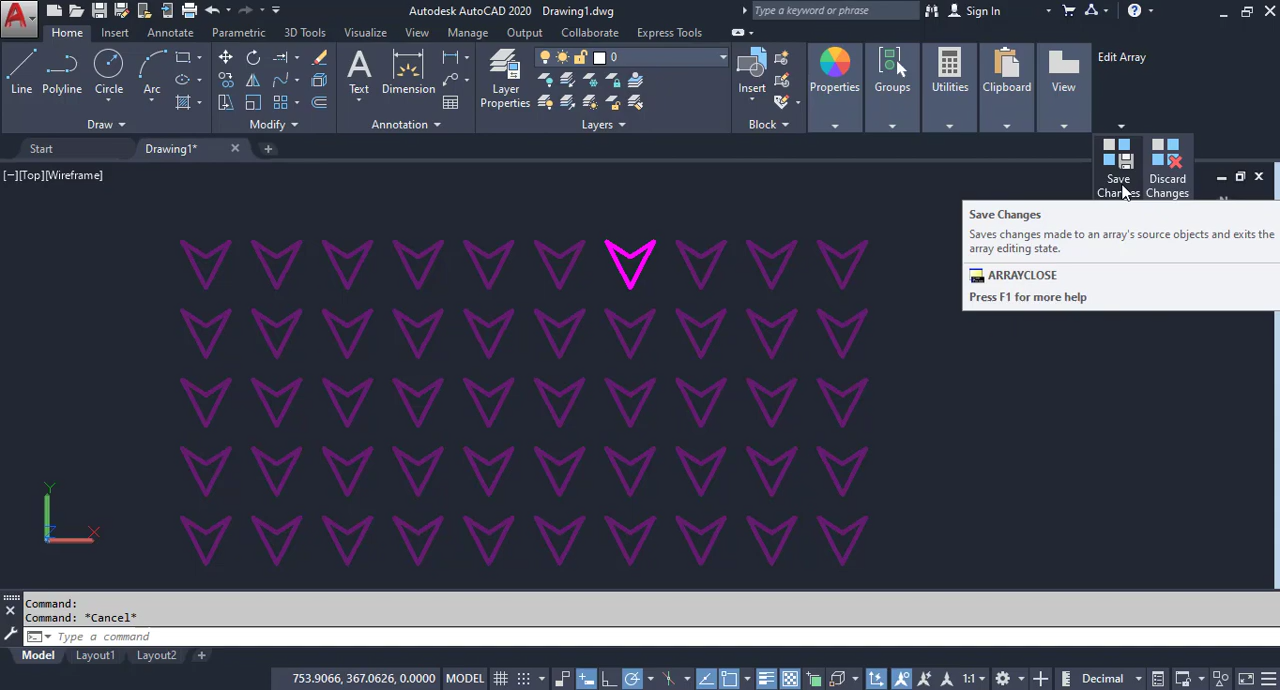 Autodesk AutoCAD 2020 Drawing1.dwg
Type a keyword or phrase
Sign In
Home Insert Annotate Parametric 3D Tools Visualize View Manage Output Collaborate Express Tools
Line
Polyline
Circle
Arc
Draw
Modify
Text
Dimension
Annotation
Layer
Properties
0
Layers
Insert
Block
Properties
Groups
Utilities
Clipboard
View
Edit Array
Start
Drawing1*
[−][Top][Wireframe]
Save
Changes
Discard
Changes
Save Changes
Saves changes made to an array's source objects and exits the
array editing state.
ARRAYCLOSE
Press F1 for more help
Y
X
Command:
Command: *Cancel*
Type a command
Model Layout1 Layout2
753.9066, 367.0626, 0.0000 MODEL
1:1
Decimal